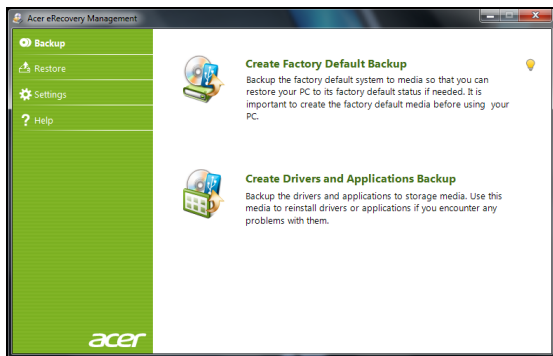 Acer eRecovery Management
Backup
Restore
Settings
? Help
Create Factory Default Backup
Backup the factory default system to media so that you can
restore your PC to its factory default status if needed. It is
important to create the factory default media before using your
PC.
Create Drivers and Applications Backup
Backup the drivers and applications to storage media. Use this
media to reinstall drivers or applications if you encounter any
problems with them.
acer